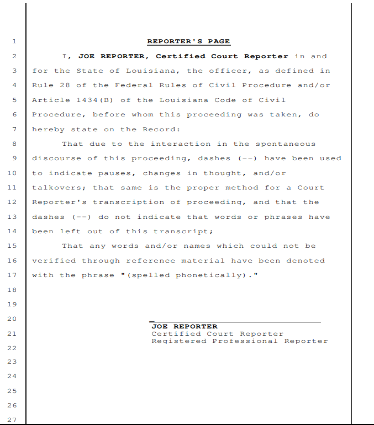 1 REPORTER'S PAGE
2 I, JOE REPORTER, Certified Court Reporter in and
3 for the State of Louisiana, the officer, as defined in
4 Rule 28 of the Federal Rules of Civil Procedure and/or
5 Article 1434(B) of the Louisiana Code of Civil
6 Procedure, before whom this proceeding was taken, do
7 hereby state on the Record:
8 That due to the interaction in the spontaneous
9 discourse of this proceeding, dashes (--) have been used
10 to indicate pauses, changes in thought, and/or
11 talkovers; that same is the proper method for a Court
12 Reporter's transcription of proceeding, and that the
13 dashes (--) do not indicate that words or phrases have
14 been left out of this transcript;
15 That any words and/or names which could not be
16 verified through reference material have been denoted
17 with the phrase "(spelled phonetically)."
18
19
20
JOE REPORTER
21 Certified Court Reporter
22 Registered Professional Reporter
23
24
25
26
27